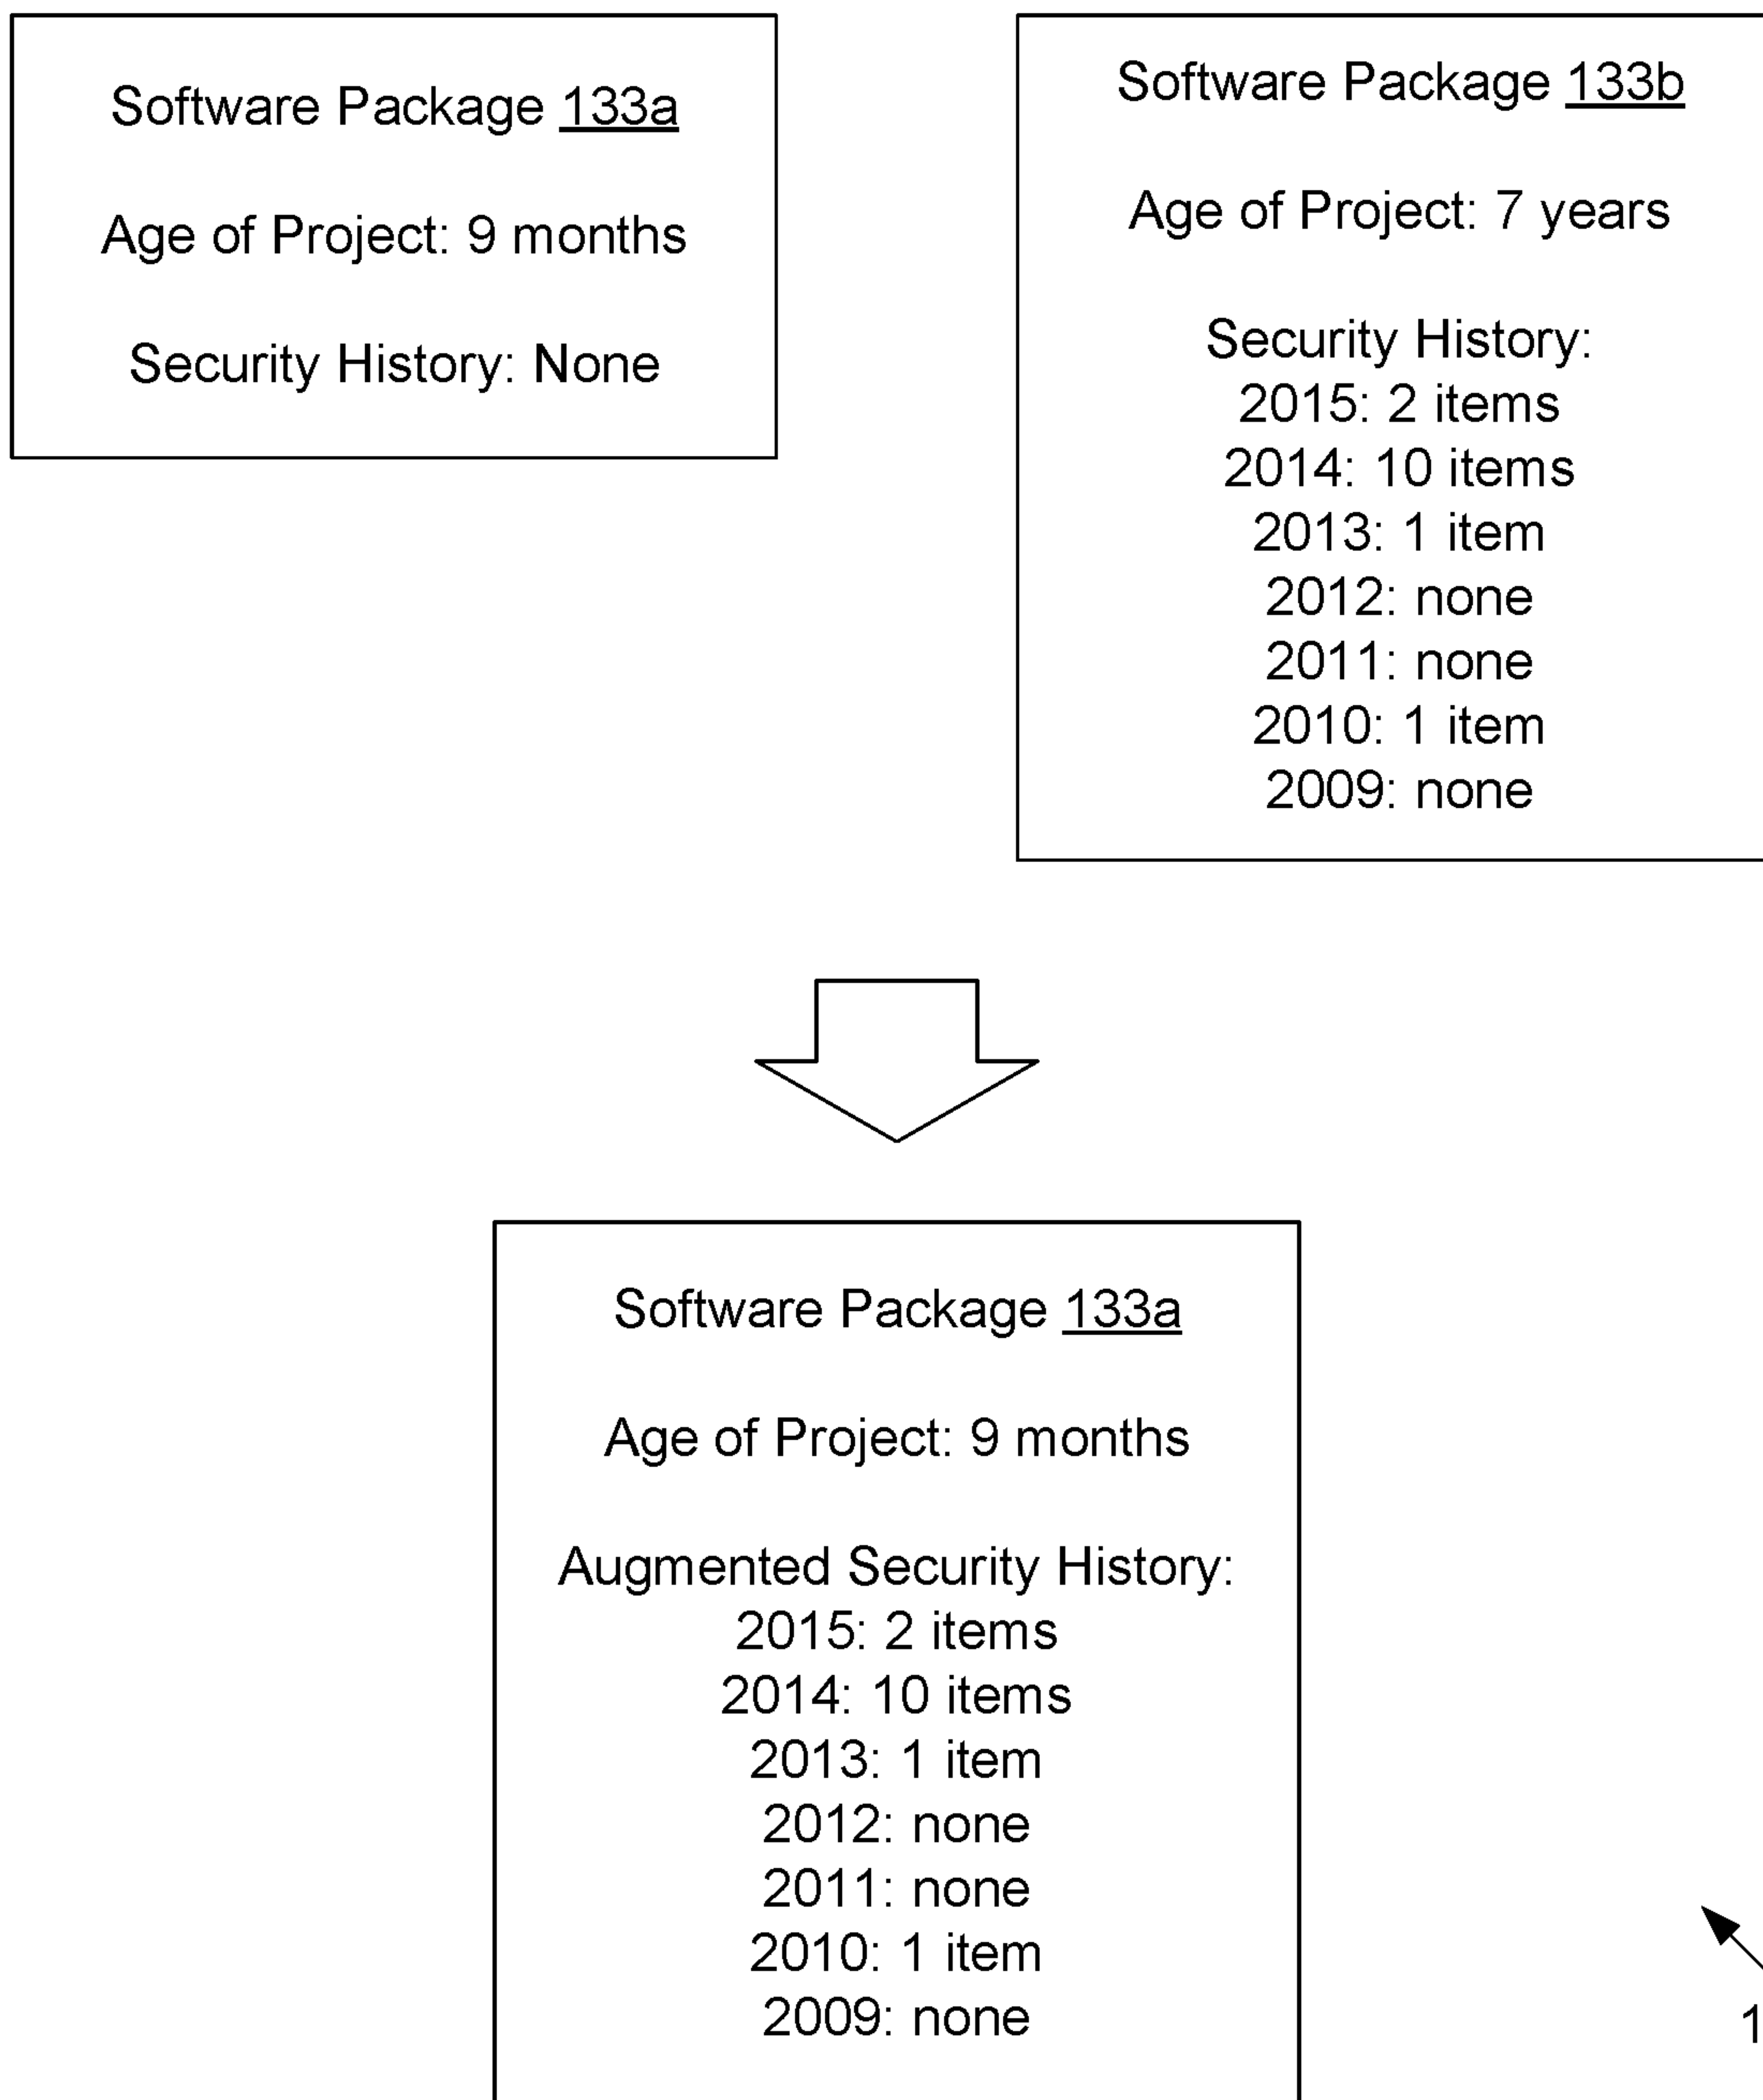 Software Package 133a
Age of Project: 9 months
Security History: None
Software Package 133b
Age of Project: 7 years
Security History:
2015: 2 items
2014: 10 items
2013: 1 item
2012: none
2011: none
2010: 1 item
2009: none
Software Package 133a
Age of Project: 9 months
Augmented Security History:
2015: 2 items
2014: 10 items
2013: 1 item
2012: none
2011: none
2010: 1 item
2009: none